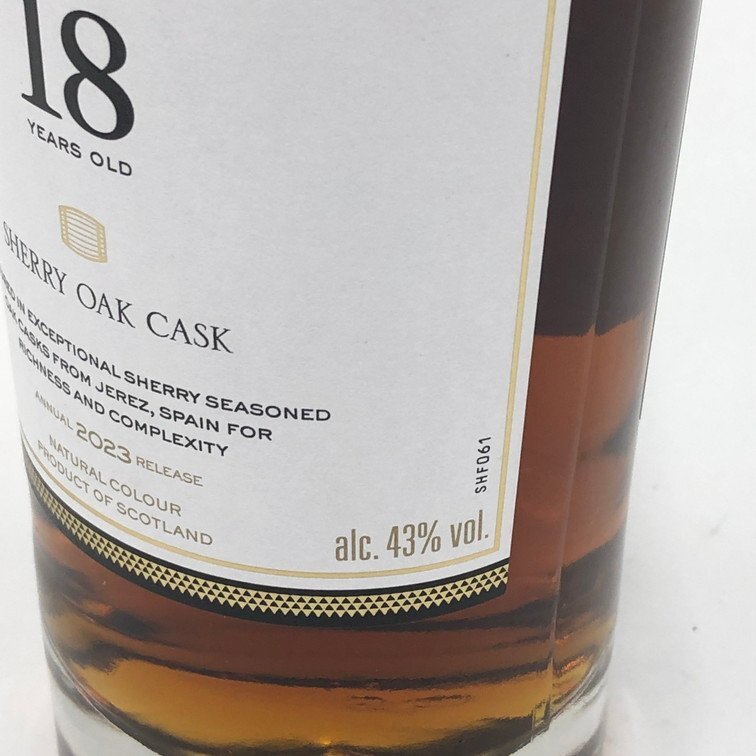 18
YEARS OLD
SHERRY OAK CASK
IN EXCEPTIONAL SHERRY SEASONED
OAK CASKS FROM JEREZ, SPAIN FOR
RICHNESS AND COMPLEXITY
ANNUAL 2023 RELEASE
NATURAL COLOUR
PRODUCT OF SCOTLAND
alc. 43% vol.
SHF061